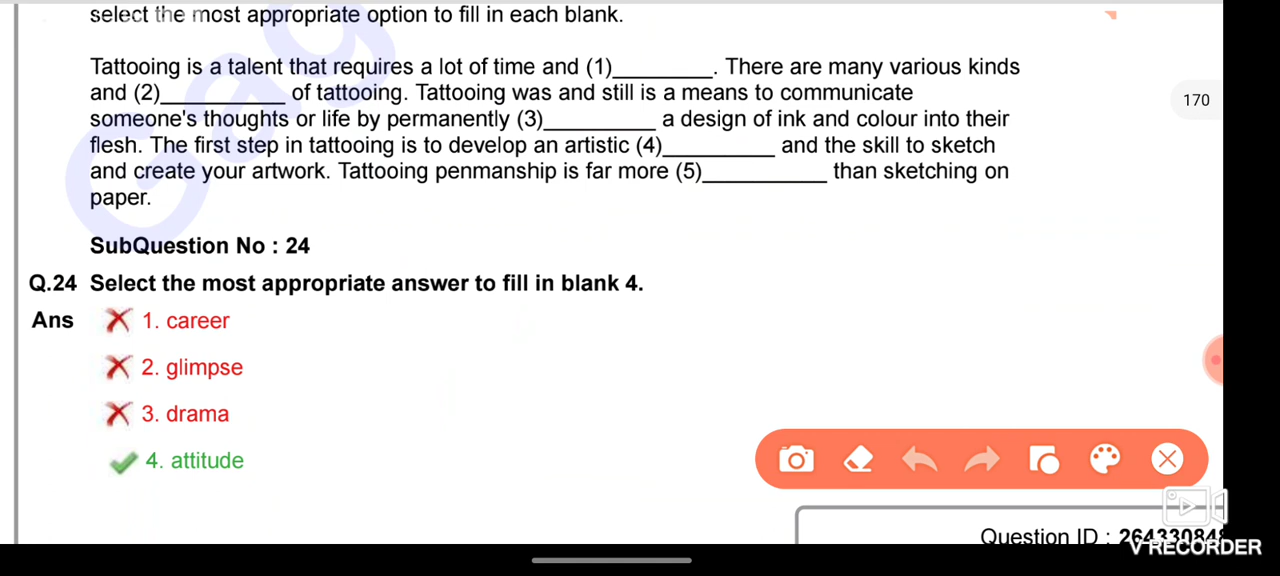 select the most appropriate option to fill in each blank.
Tattooing is a talent that requires a lot of time and (1)_________. There are many various kinds
and (2)___________ of tattooing. Tattooing was and still is a means to communicate
170
someone's thoughts or life by permanently (3)__________ a design of ink and colour into their
flesh. The first step in tattooing is to develop an artistic (4)__________ and the skill to sketch
and create your artwork. Tattooing penmanship is far more (5)___________ than sketching on
paper.
SubQuestion No : 24
Q.24 Select the most appropriate answer to fill in blank 4.
Ans 1. career
2. glimpse
3. drama
4. attitude
Question ID : 26433084
V RECORDER